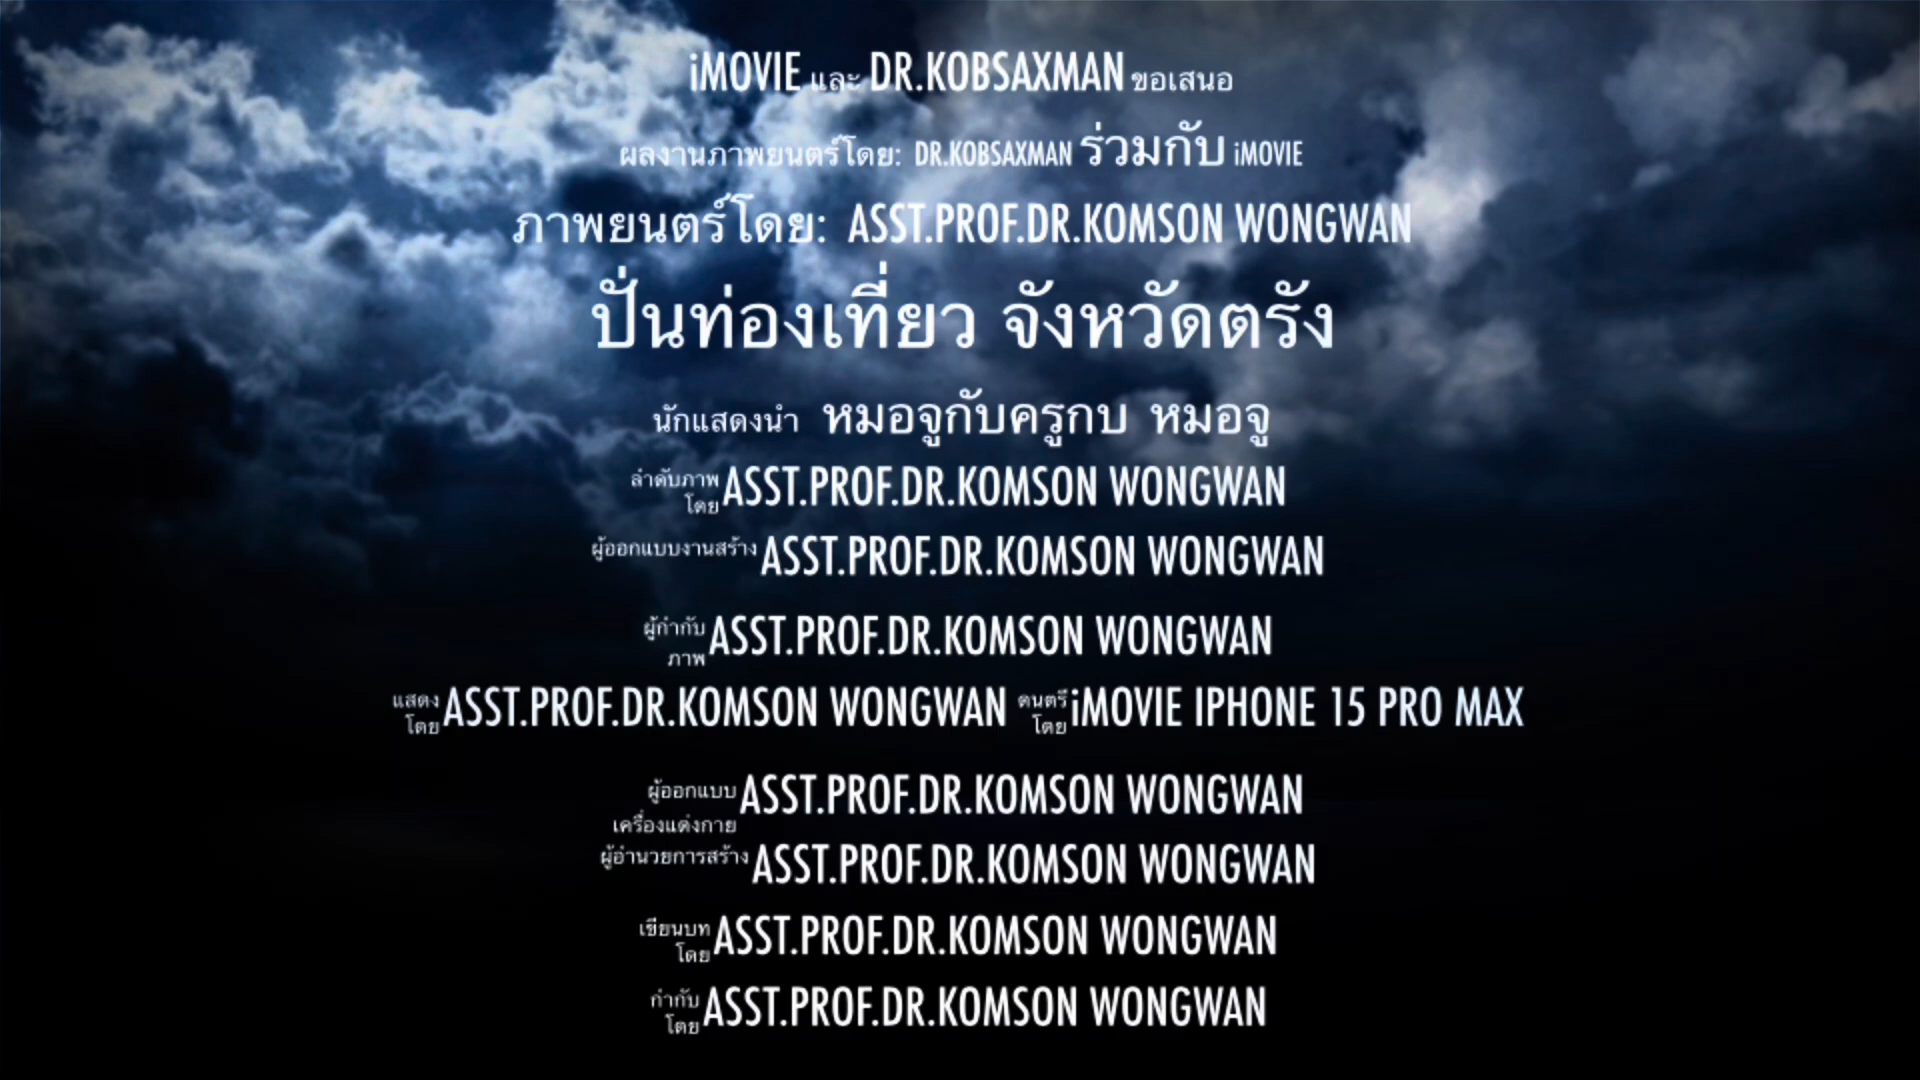 iMOVIE และ DR.KOBSAXMAN ขอเสนอ
ผลงานภาพยนตร์โดย: DR.KOBSAXMAN ร่วมกับ iMOVIE
ภาพยนตร์โดย: ASST.PROF.DR.KOMSON WONGWAN
ปั่นท่องเที่ยว จังหวัดตรัง
นักแสดงนำ หมอจูกับครูกบ หมอจู
ลำดับภาพ
โดย ASST.PROF.DR.KOMSON WONGWAN
ผู้ออกแบบงานสร้าง ASST.PROF.DR.KOMSON WONGWAN
ผู้กำกับ
ภาพ ASST.PROF.DR.KOMSON WONGWAN
แสดง
โดย ASST.PROF.DR.KOMSON WONGWAN ดนตรี
โดย iMOVIE IPHONE 15 PRO MAX
ผู้ออกแบบ
เครื่องแต่งกาย ASST.PROF.DR.KOMSON WONGWAN
ผู้อำนวยการสร้าง ASST.PROF.DR.KOMSON WONGWAN
เขียนบท
โดย ASST.PROF.DR.KOMSON WONGWAN
กำกับ
โดย ASST.PROF.DR.KOMSON WONGWAN